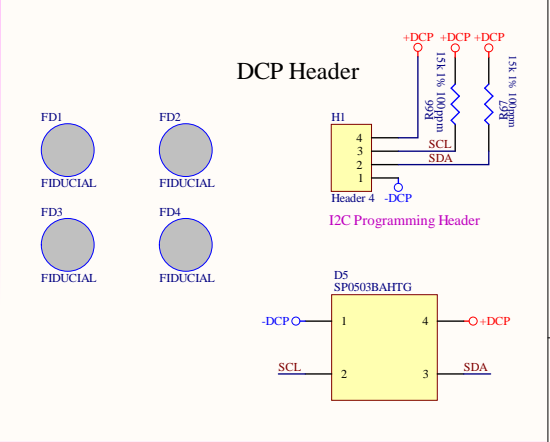 +DCP +DCP +DCP
DCP Header
15k 1% 100ppm
R66
15k 1% 100ppm
R67
FD1
FD2
H1
4
3
2
1
SCL
SDA
FIDUCIAL
FIDUCIAL
Header 4
-DCP
FD3
FD4
I2C Programming Header
FIDUCIAL
FIDUCIAL
D5
SP0503BAHTG
-DCP
1
4
+DCP
SCL
2
3
SDA